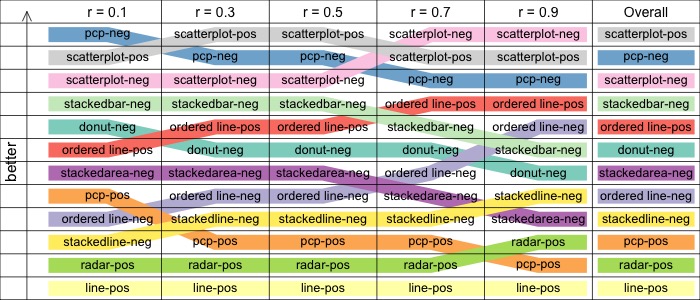 r = 0.1 r = 0.3 r = 0.5 r = 0.7 r = 0.9 Overall
pcp-neg scatterplot-pos scatterplot-pos scatterplot-neg scatterplot-neg scatterplot-pos
scatterplot-pos pcp-neg pcp-neg scatterplot-pos scatterplot-pos pcp-neg
scatterplot-neg scatterplot-neg scatterplot-neg pcp-neg pcp-neg scatterplot-neg
stackedbar-neg stackedbar-neg stackedbar-neg ordered line-pos ordered line-pos stackedbar-neg
donut-neg ordered line-pos ordered line-pos stackedbar-neg ordered line-neg ordered line-pos
ordered line-pos donut-neg donut-neg donut-neg stackedbar-neg donut-neg
stackedarea-neg stackedarea-neg stackedarea-neg ordered line-neg donut-neg stackedarea-neg
pcp-pos ordered line-neg ordered line-neg stackedarea-neg stackedline-neg ordered line-neg
ordered line-neg stackedline-neg stackedline-neg stackedline-neg stackedarea-neg stackedline-neg
stackedline-neg pcp-pos pcp-pos pcp-pos radar-pos pcp-pos
radar-pos radar-pos radar-pos radar-pos pcp-pos radar-pos
line-pos line-pos line-pos line-pos line-pos line-pos
better